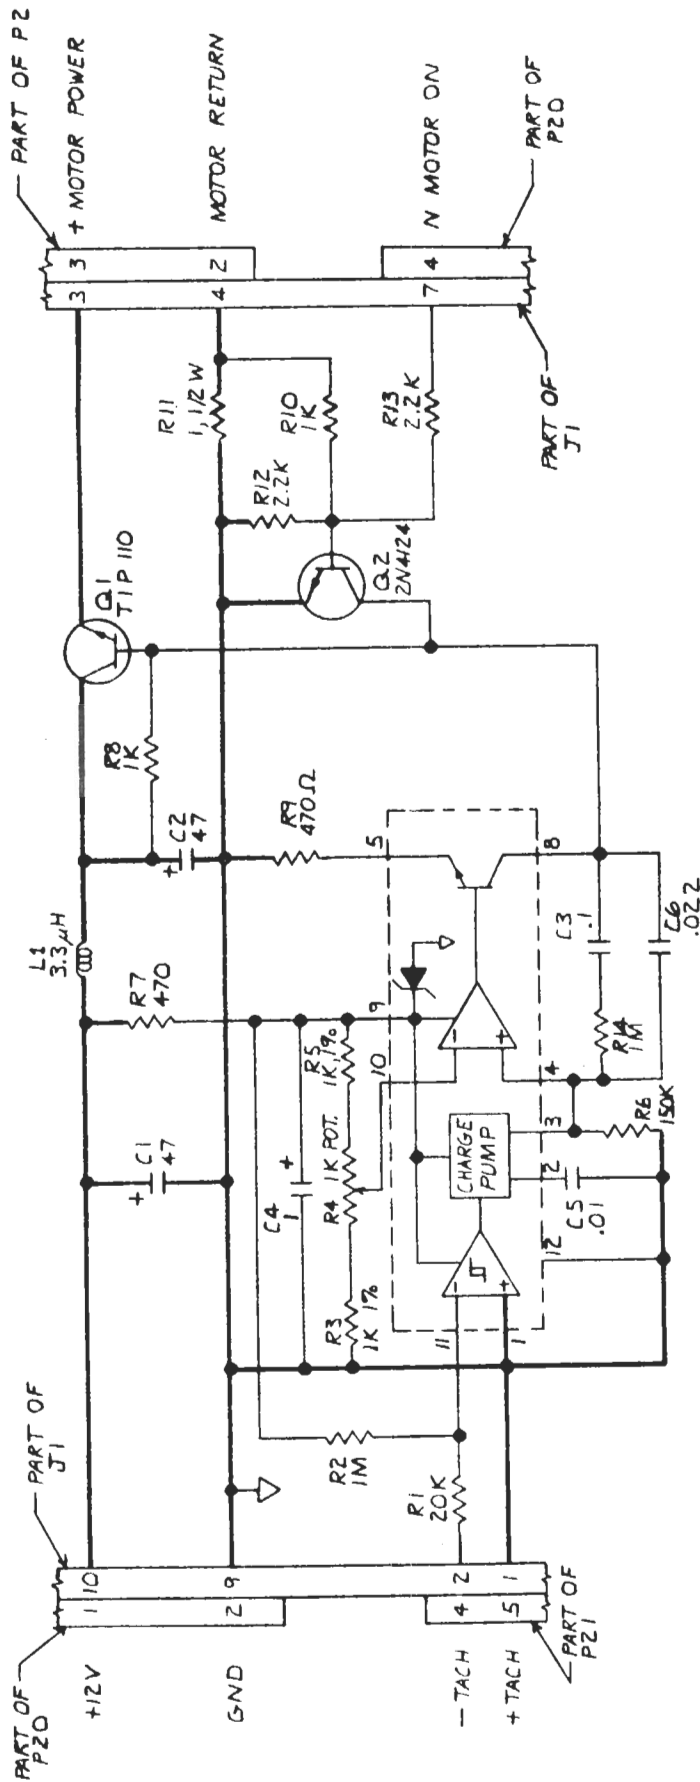 PART OF
P20
PART OF
J1
+12V
1
10
GND
2
9
-TACH
4
2
+TACH
5
1
PART OF
P21
R1
20K
R2
1M
C1
47
+
L1
3.3 µH
R7
470
C4
1
+
R3
1K 1%
R4
1K POT.
R5
1K, 1%
C2
47
+
R8
1K
Q1
TIP 110
R9
470Ω
11
1
12
2
3
4
10
9
5
8
-
+
CHARGE
PUMP
-
+
C5
.01
R6
150K
R14
1M
C3
.1
C6
.022
Q2
2N4124
R12
2.2K
R11
1, 1/2 W
R10
1K
R13
2.2K
3
3
4
2
7
4
PART OF P2
+ MOTOR POWER
MOTOR RETURN
N MOTOR ON
PART OF
P20
PART OF
J1